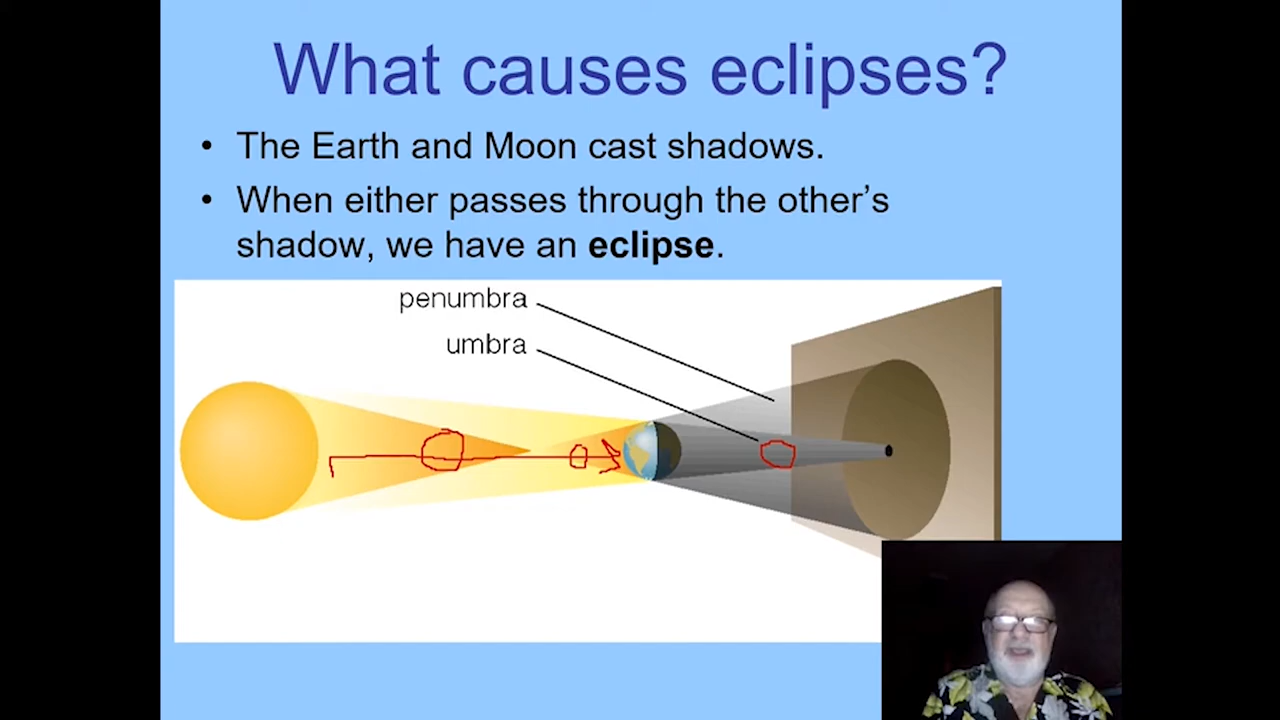 What causes eclipses?
• The Earth and Moon cast shadows.
• When either passes through the other’s
shadow, we have an eclipse.
penumbra
umbra